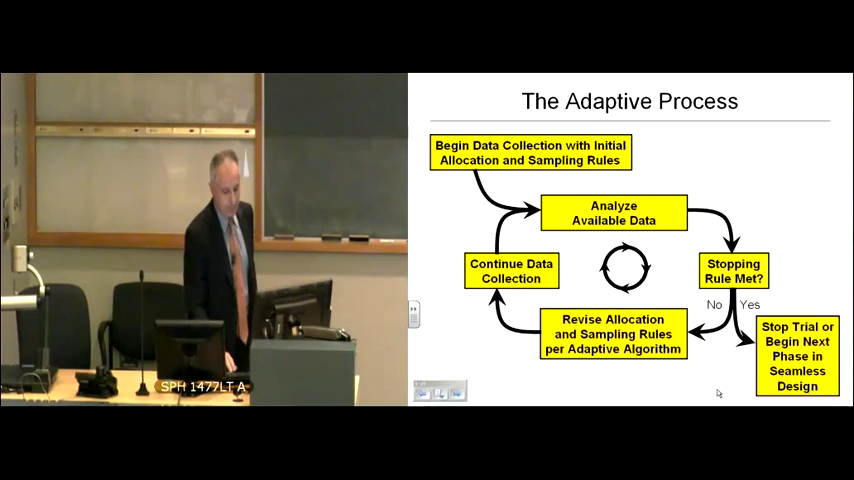 The Adaptive Process
Begin Data Collection with Initial
Allocation and Sampling Rules
Analyze
Available Data
Continue Data
Collection
Stopping
Rule Met?
No
Yes
Revise Allocation
and Sampling Rules
per Adaptive Algorithm
Stop Trial or
Begin Next
Phase in
Seamless
Design
SPH 1477LT A